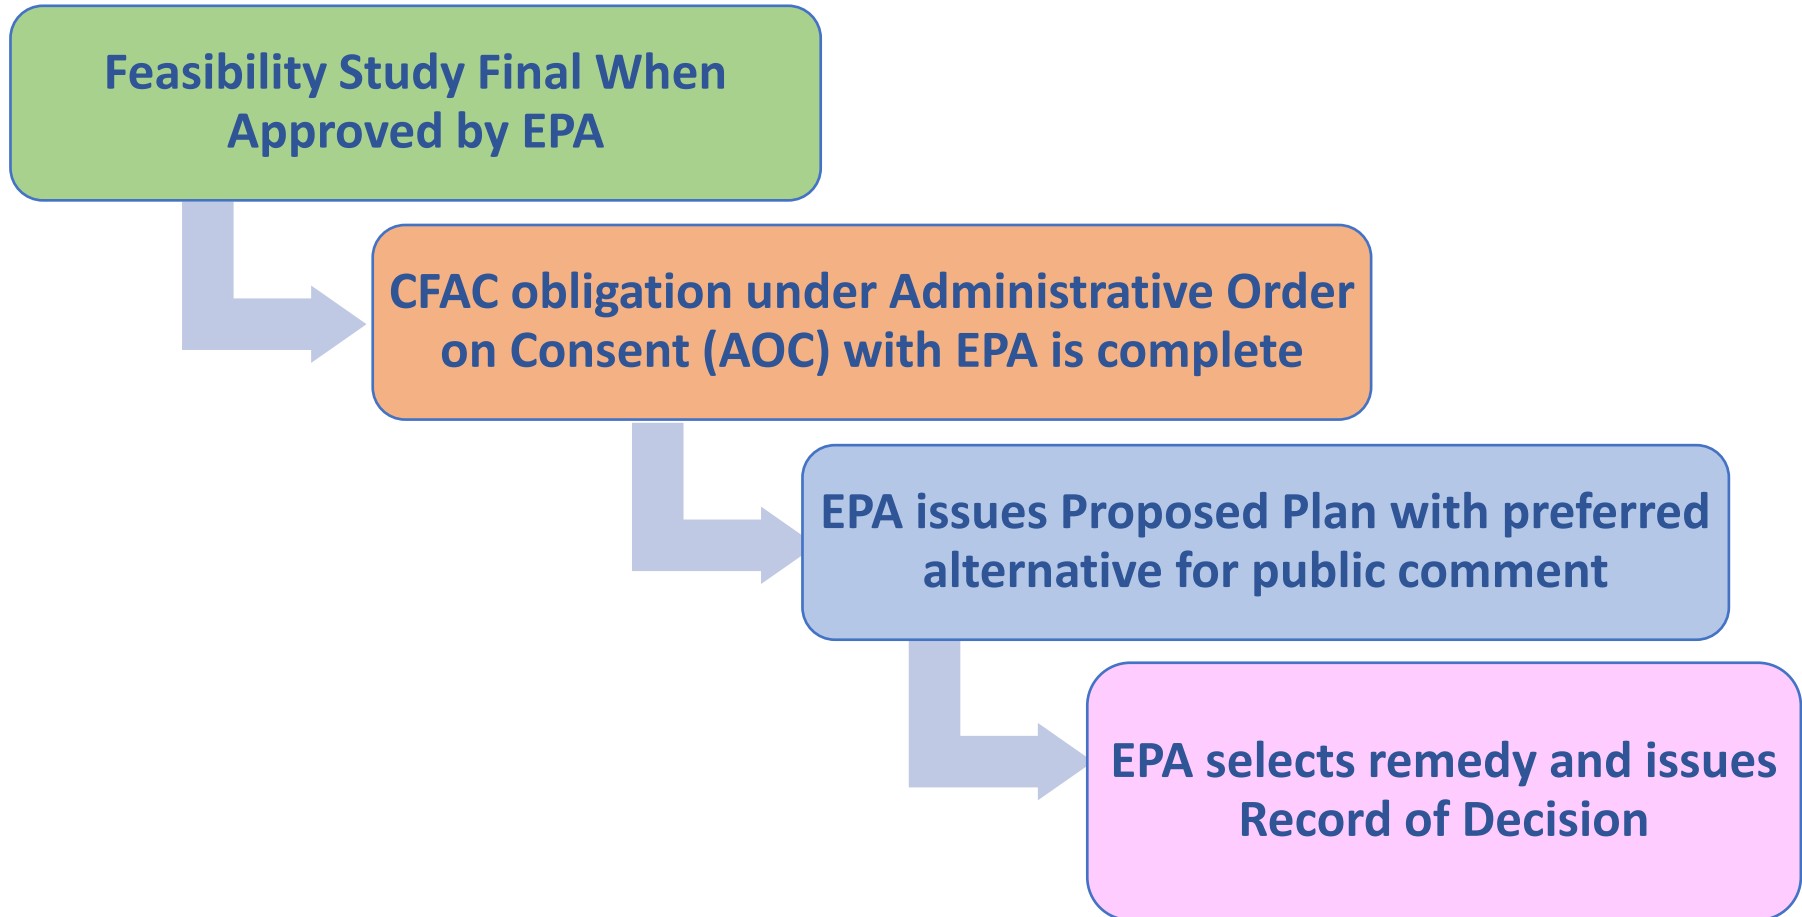 Feasibility Study Final When
Approved by EPA
CFAC obligation under Administrative Order
on Consent (AOC) with EPA is complete
EPA issues Proposed Plan with preferred
alternative for public comment
EPA selects remedy and issues
Record of Decision